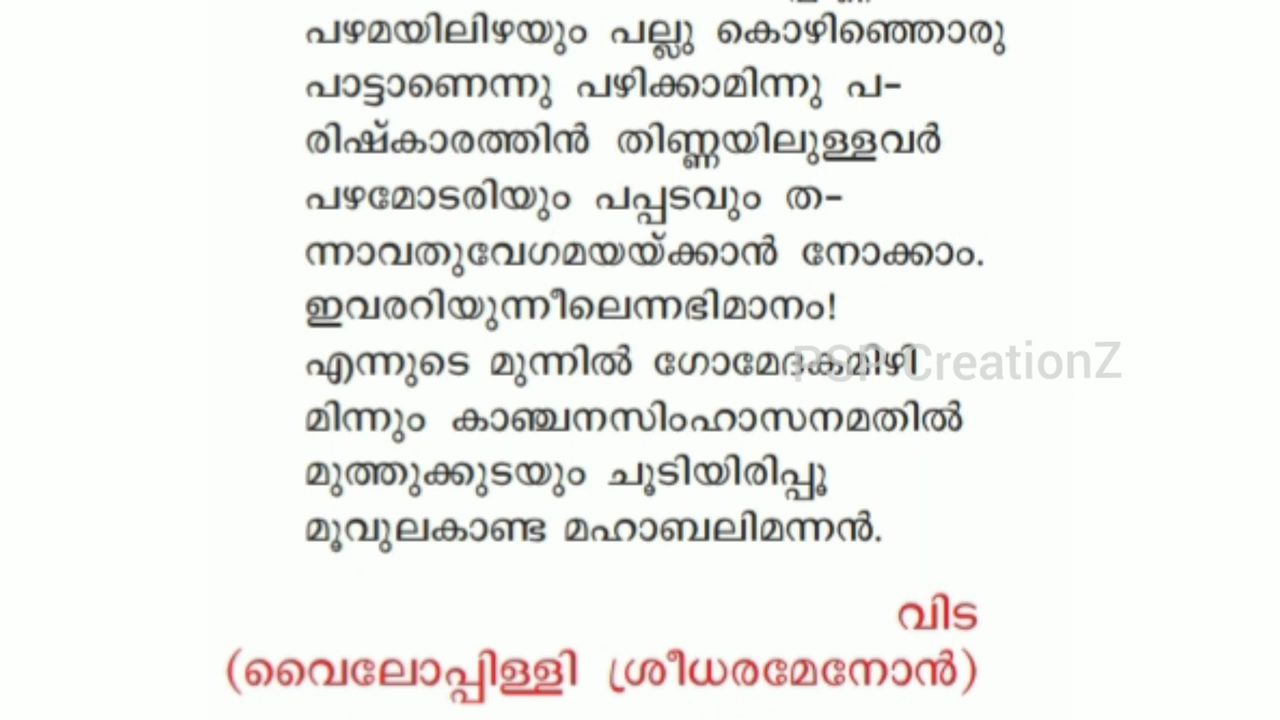 പഴമയിലിഴയും പല്ലു കൊഴിഞ്ഞൊരു
പാട്ടാണെന്നു പഴിക്കാമിന്നു പ-
രിഷ്കാരത്തിൻ തിണ്ണയിലുള്ളവർ
പഴമോടരിയും പപ്പടവും ത-
ന്നാവതുവേഗമയയ്ക്കാൻ നോക്കാം.
ഇവരറിയുന്നീലെന്നഭിമാനം!
എന്നുടെ മുന്നിൽ ഗോമേദകമിഴി
മിന്നും കാഞ്ചനസിംഹാസനമതിൽ
മുത്തുക്കുടയും ചൂടിയിരിപ്പൂ
മൂവുലകാണ്ട മഹാബലിമന്നൻ.
PSP CreationZ
വിട
(വൈലോപ്പിള്ളി ശ്രീധരമേനോൻ)